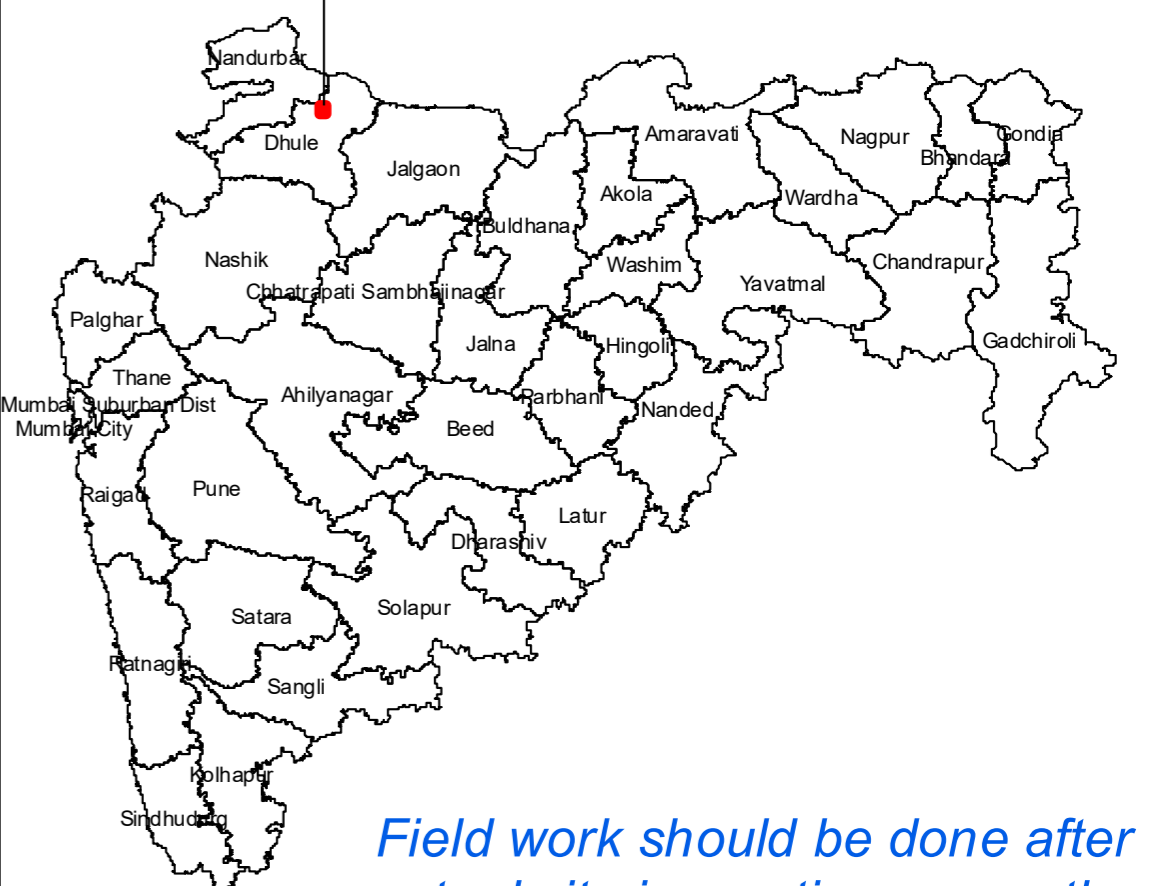 Nandurbar
Dhule
Jalgaon
Amaravati
Nagpur
Gondia
Bhandara
Akola
Wardha
Buldhana
Nashik
Washim
Chandrapur
Chhatrapati Sambhajinagar
Yavatmal
Palghar
Jalna
Hingoli
Gadchiroli
Thane
Ahilyanagar
Parbhani
Mumbai Suburban Dist
Nanded
Mumbai City
Beed
Raigad
Pune
Latur
Dharashiv
Satara
Solapur
Ratnagiri
Sangli
Kolhapur
Sindhudurg
Field work should be done after